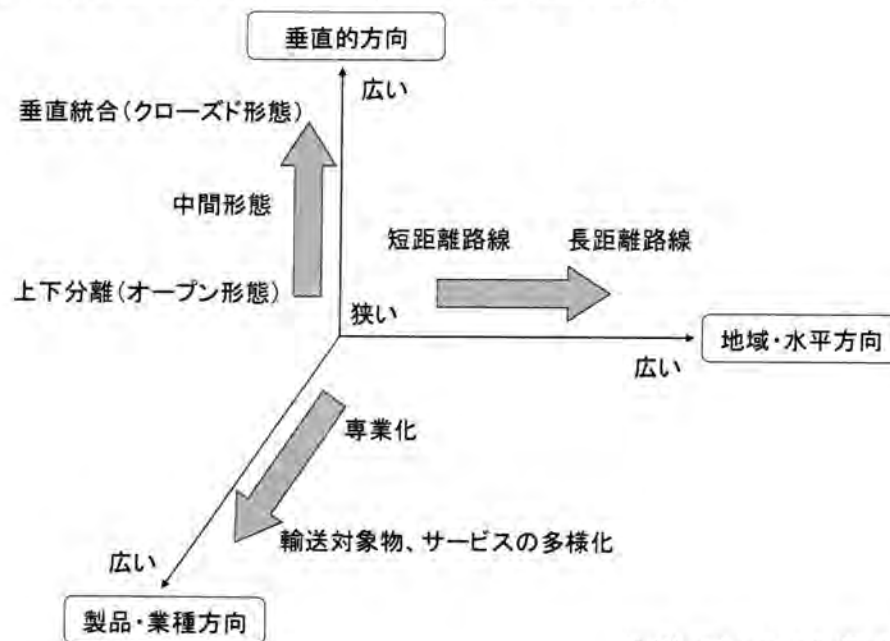 垂直的方向
広い
垂直統合(クローズド形態)
中間形態
短距離路線
長距離路線
上下分離(オープン形態)
狭い
地域・水平方向
広い
専業化
輸送対象物、サービスの多様化
広い
製品・業種方向